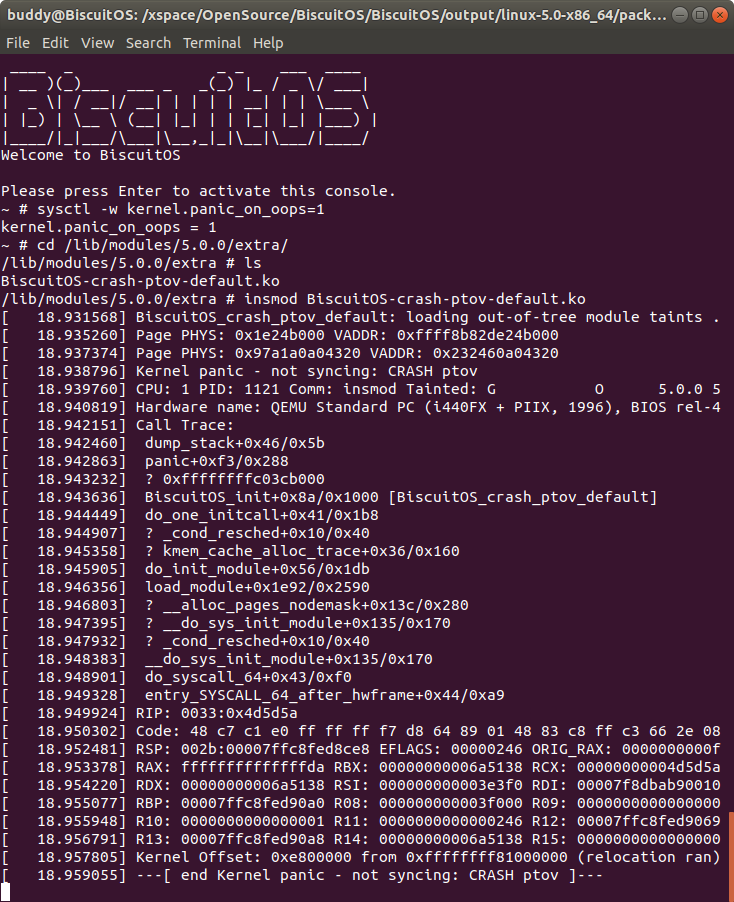 buddy@BiscuitOS: /xspace/OpenSource/BiscuitOS/BiscuitOS/output/linux-5.0-x86_64/pack...
File Edit View Search Terminal Help
BiscuitOS
Welcome to BiscuitOS
Please press Enter to activate this console.
~ # sysctl -w kernel.panic_on_oops=1
kernel.panic_on_oops = 1
~ # cd /lib/modules/5.0.0/extra/
/lib/modules/5.0.0/extra # ls
BiscuitOS-crash-ptov-default.ko
/lib/modules/5.0.0/extra # insmod BiscuitOS-crash-ptov-default.ko
[   18.931568] BiscuitOS_crash_ptov_default: loading out-of-tree module taints .
[   18.935260] Page PHYS: 0x1e24b000 VADDR: 0xffff8b82de24b000
[   18.937374] Page PHYS: 0x97a1a0a04320 VADDR: 0x232460a04320
[   18.938796] Kernel panic - not syncing: CRASH ptov
[   18.939760] CPU: 1 PID: 1121 Comm: insmod Tainted: G           O      5.0.0 5
[   18.940819] Hardware name: QEMU Standard PC (i440FX + PIIX, 1996), BIOS rel-4
[   18.942151] Call Trace:
[   18.942460]  dump_stack+0x46/0x5b
[   18.942863]  panic+0xf3/0x288
[   18.943232]  ? 0xffffffffc03cb000
[   18.943636]  BiscuitOS_init+0x8a/0x1000 [BiscuitOS_crash_ptov_default]
[   18.944449]  do_one_initcall+0x41/0x1b8
[   18.944907]  ? _cond_resched+0x10/0x40
[   18.945358]  ? kmem_cache_alloc_trace+0x36/0x160
[   18.945905]  do_init_module+0x56/0x1db
[   18.946356]  load_module+0x1e92/0x2590
[   18.946803]  ? __alloc_pages_nodemask+0x13c/0x280
[   18.947395]  ? __do_sys_init_module+0x135/0x170
[   18.947932]  ? _cond_resched+0x10/0x40
[   18.948383]  __do_sys_init_module+0x135/0x170
[   18.948901]  do_syscall_64+0x43/0xf0
[   18.949328]  entry_SYSCALL_64_after_hwframe+0x44/0xa9
[   18.949924] RIP: 0033:0x4d5d5a
[   18.950302] Code: 48 c7 c1 e0 ff ff ff f7 d8 64 89 01 48 83 c8 ff c3 66 2e 08
[   18.952481] RSP: 002b:00007ffc8fed8ce8 EFLAGS: 00000246 ORIG_RAX: 0000000000f
[   18.953378] RAX: ffffffffffffffda RBX: 00000000006a5138 RCX: 00000000004d5d5a
[   18.954220] RDX: 00000000006a5138 RSI: 000000000003e3f0 RDI: 00007f8dbab90010
[   18.955077] RBP: 00007ffc8fed90a0 R08: 000000000003f000 R09: 0000000000000000
[   18.955948] R10: 0000000000000001 R11: 0000000000000246 R12: 00007ffc8fed9069
[   18.956791] R13: 00007ffc8fed90a8 R14: 00000000006a5138 R15: 0000000000000000
[   18.957805] Kernel Offset: 0xe800000 from 0xffffffff81000000 (relocation ran)
[   18.959055] ---[ end Kernel panic - not syncing: CRASH ptov ]---